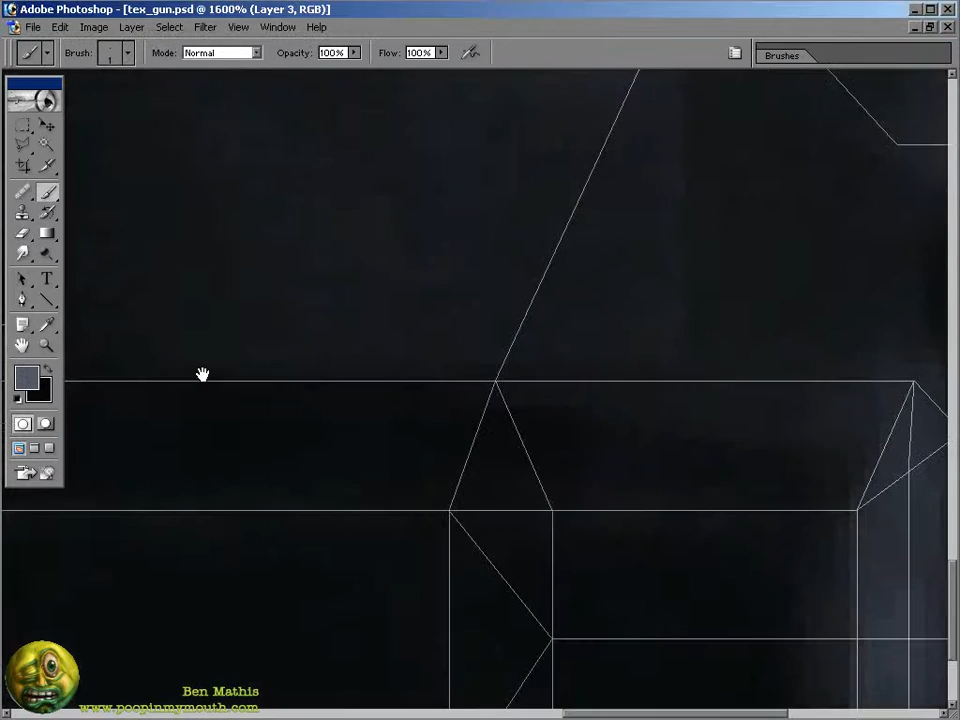 Adobe Photoshop - [tex_gun.psd @ 1600% (Layer 3, RGB)]
File Edit Image Layer Select Filter View Window Help
Brush: 1 Mode: Normal Opacity: 100% Flow: 100% Brushes
T
Ben Mathis
www.poopinmymouth.com